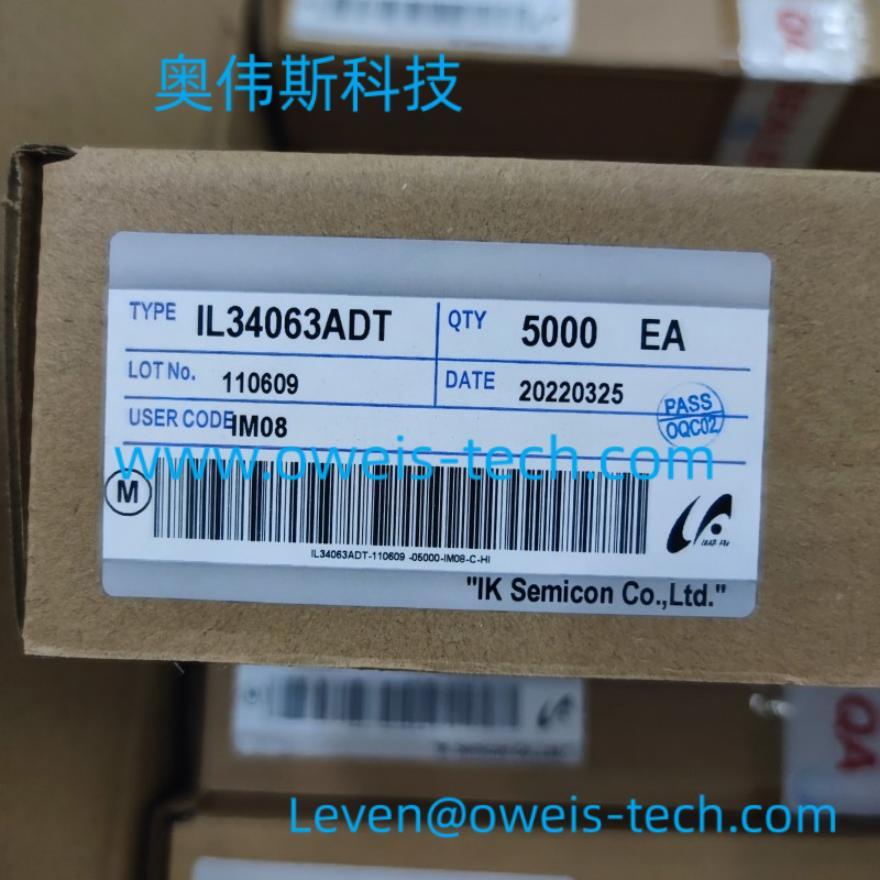 奥伟斯科技
TYPE IL34063ADT QTY 5000 EA
LOT No. 110609 DATE 20220325
PASS
OQC02
USER CODE IM08
www.oweis-tech.com
M
IL34063ADT-110609 -05000-IM08-C-HI
"IK Semicon Co.,Ltd."
QA
Leven@oweis-tech.com